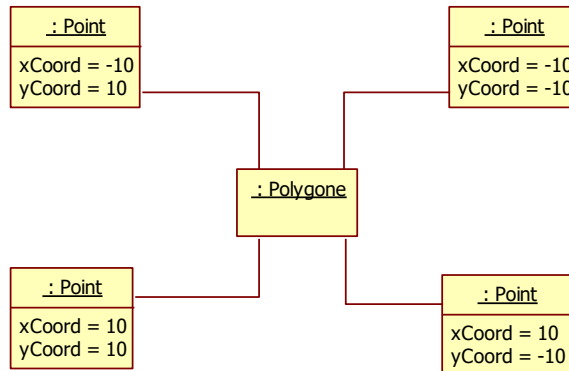 : Point
xCoord = -10
yCoord = 10
: Point
xCoord = -10
yCoord = -10
: Polygone
: Point
xCoord = 10
yCoord = 10
: Point
xCoord = 10
yCoord = -10